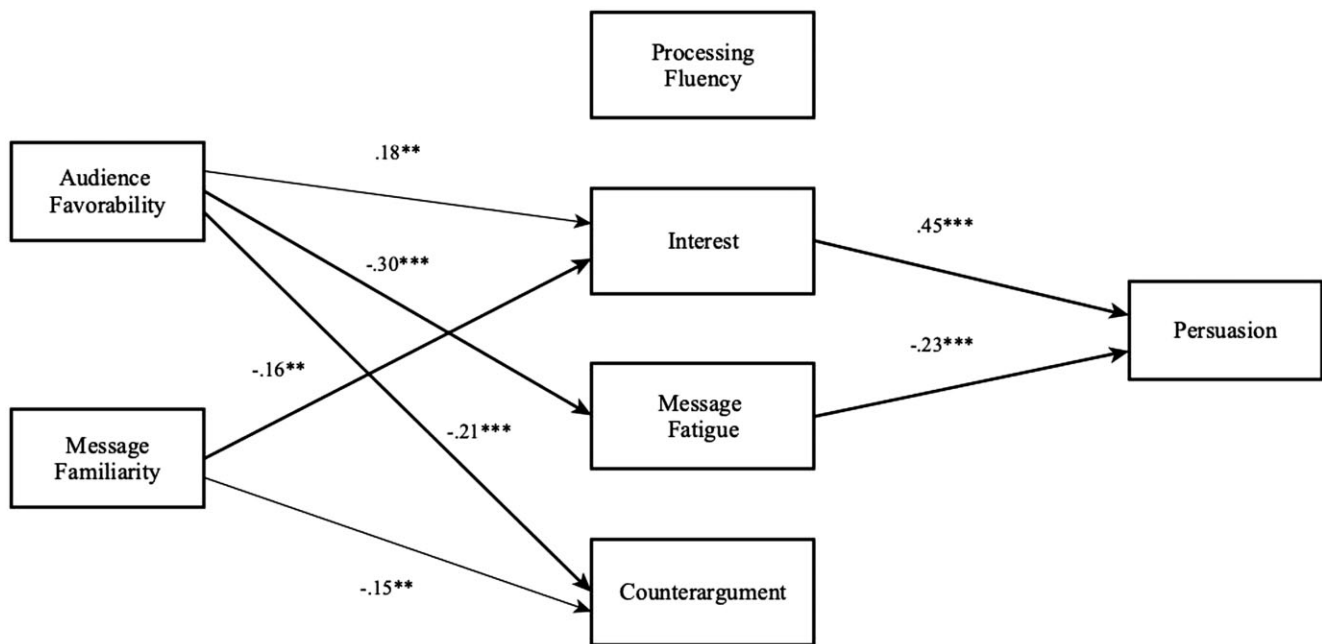 Processing
Fluency
.18**
Audience
Favorability
Interest
.45***
-.30***
Persuasion
-.23***
-.16**
Message
Fatigue
Message
Familiarity
-.21***
-.15**
Counterargument